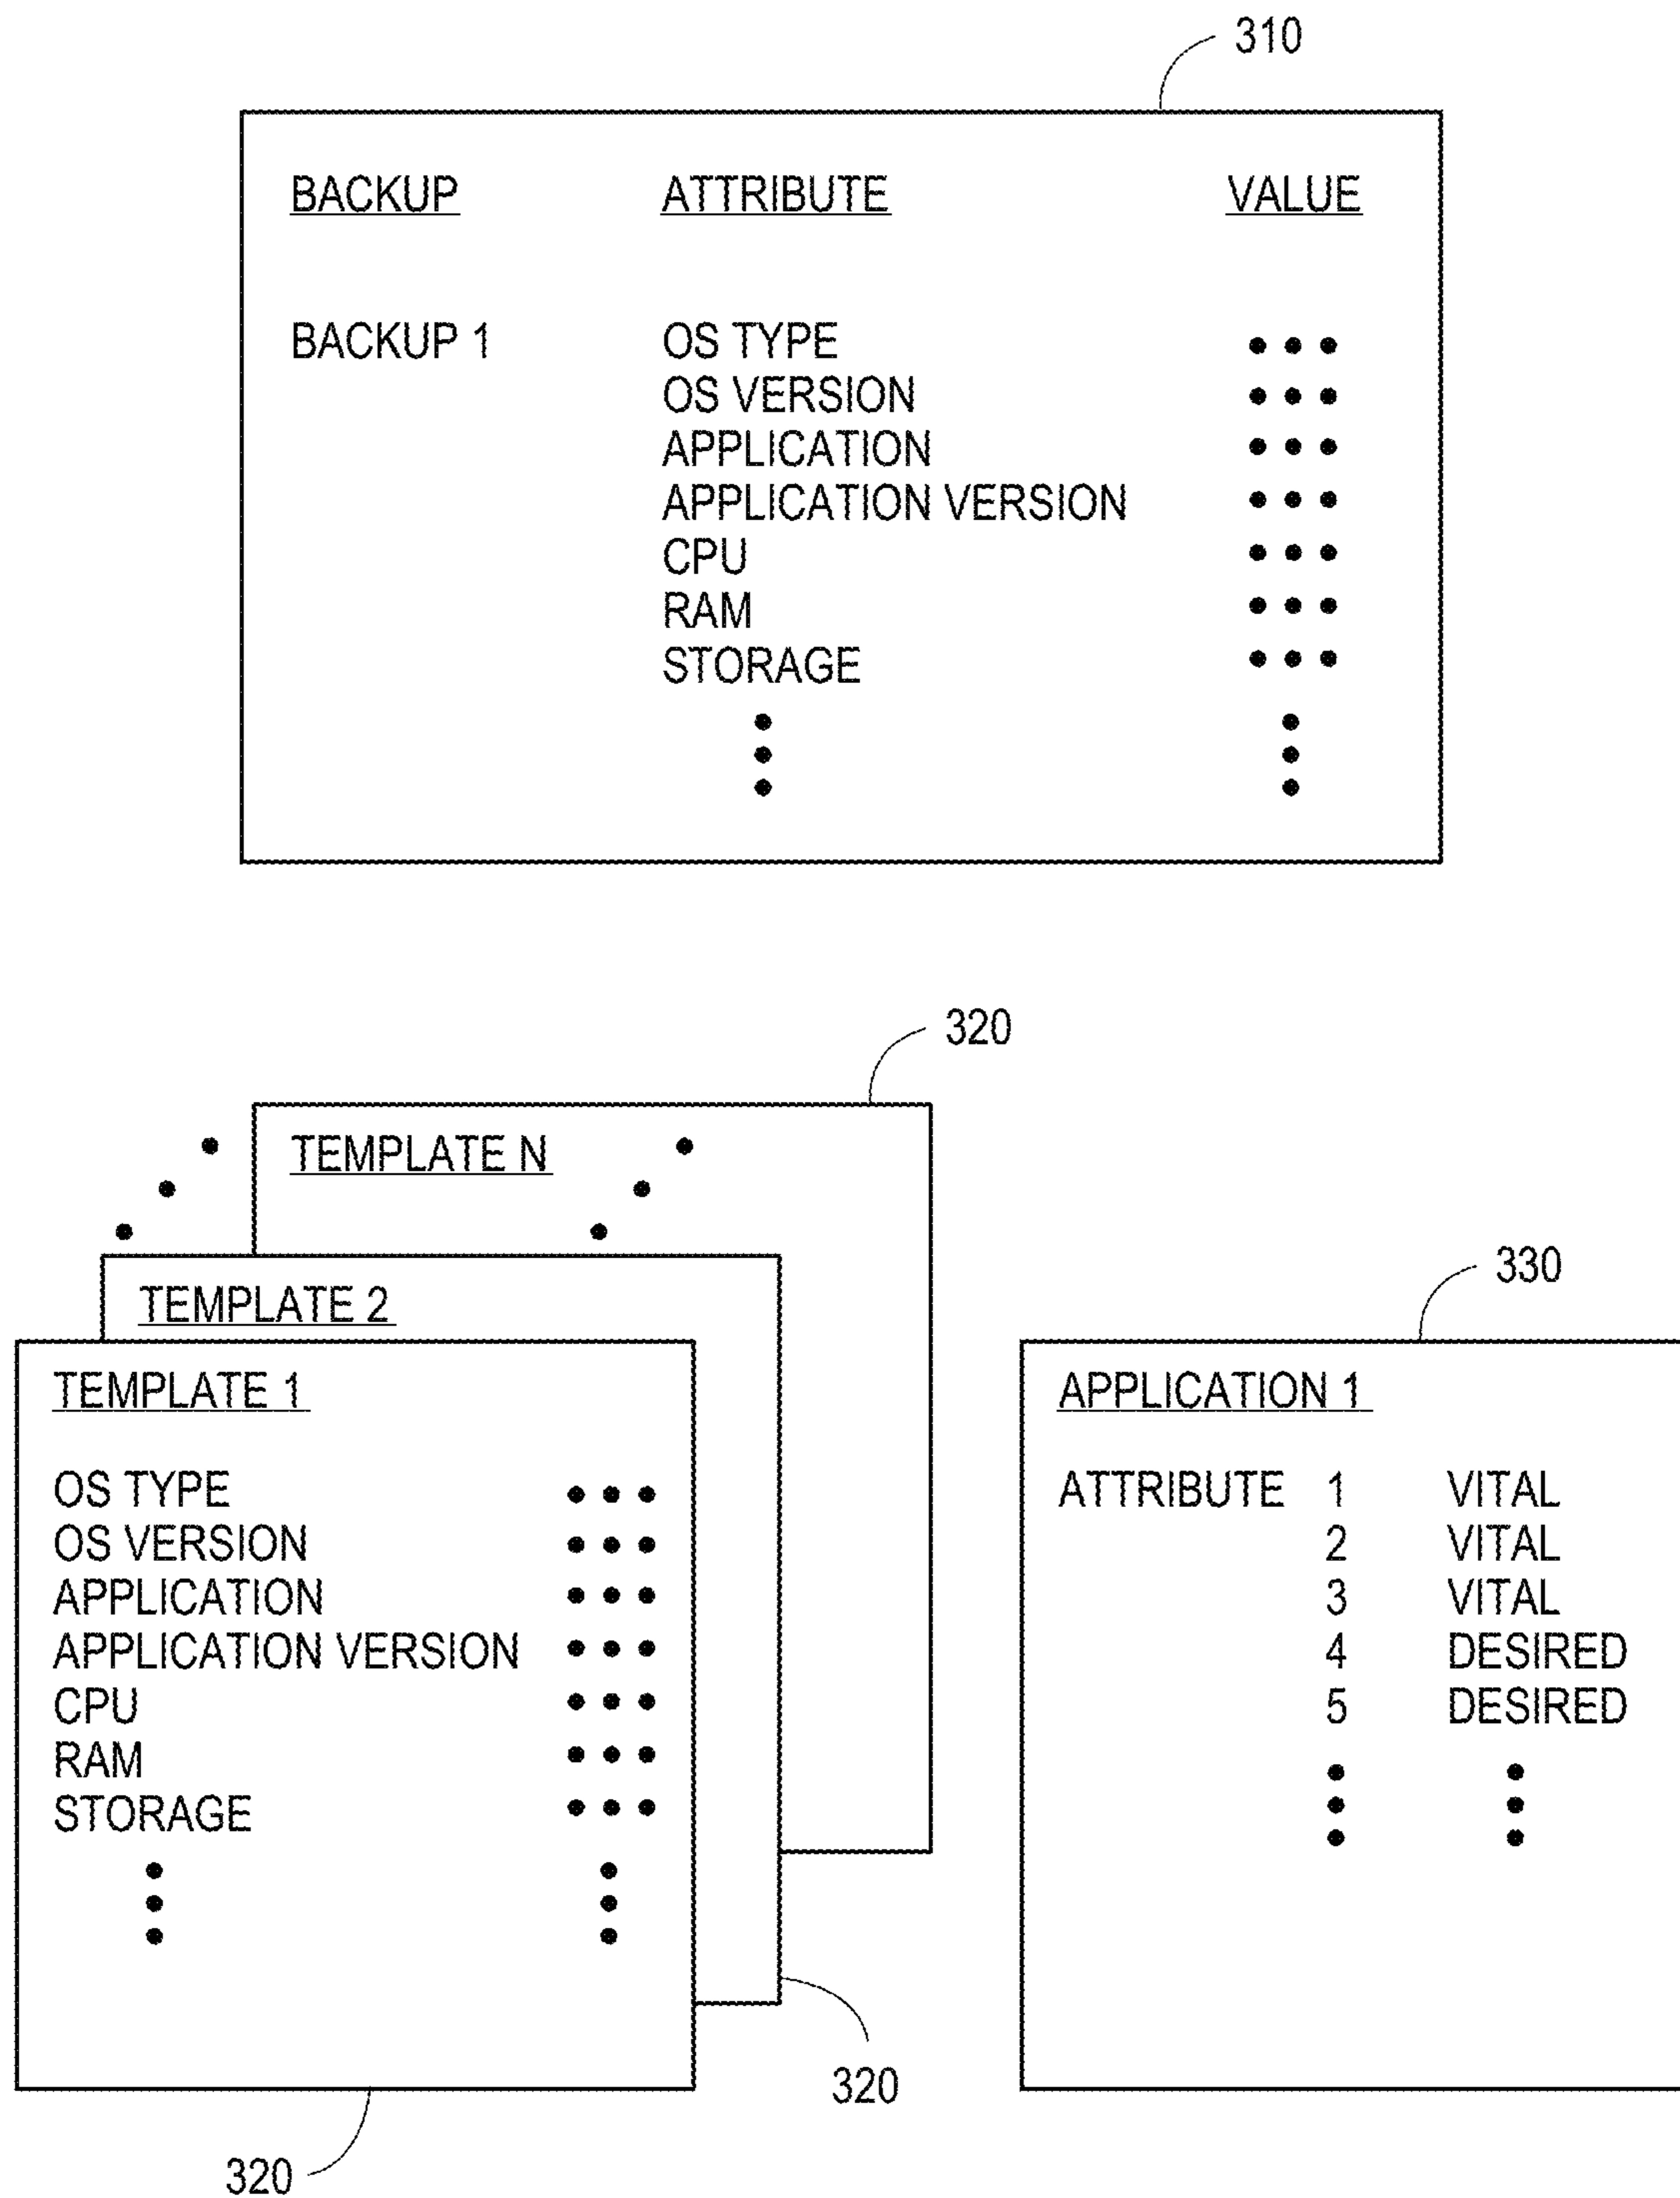 310
BACKUP ATTRIBUTE VALUE
BACKUP 1 OS TYPE
OS VERSION
APPLICATION
APPLICATION VERSION
CPU
RAM
STORAGE
320
TEMPLATE N
TEMPLATE 2
TEMPLATE 1
OS TYPE
OS VERSION
APPLICATION
APPLICATION VERSION
CPU
RAM
STORAGE
320
320
330
APPLICATION 1
ATTRIBUTE 1 VITAL
2 VITAL
3 VITAL
4 DESIRED
5 DESIRED